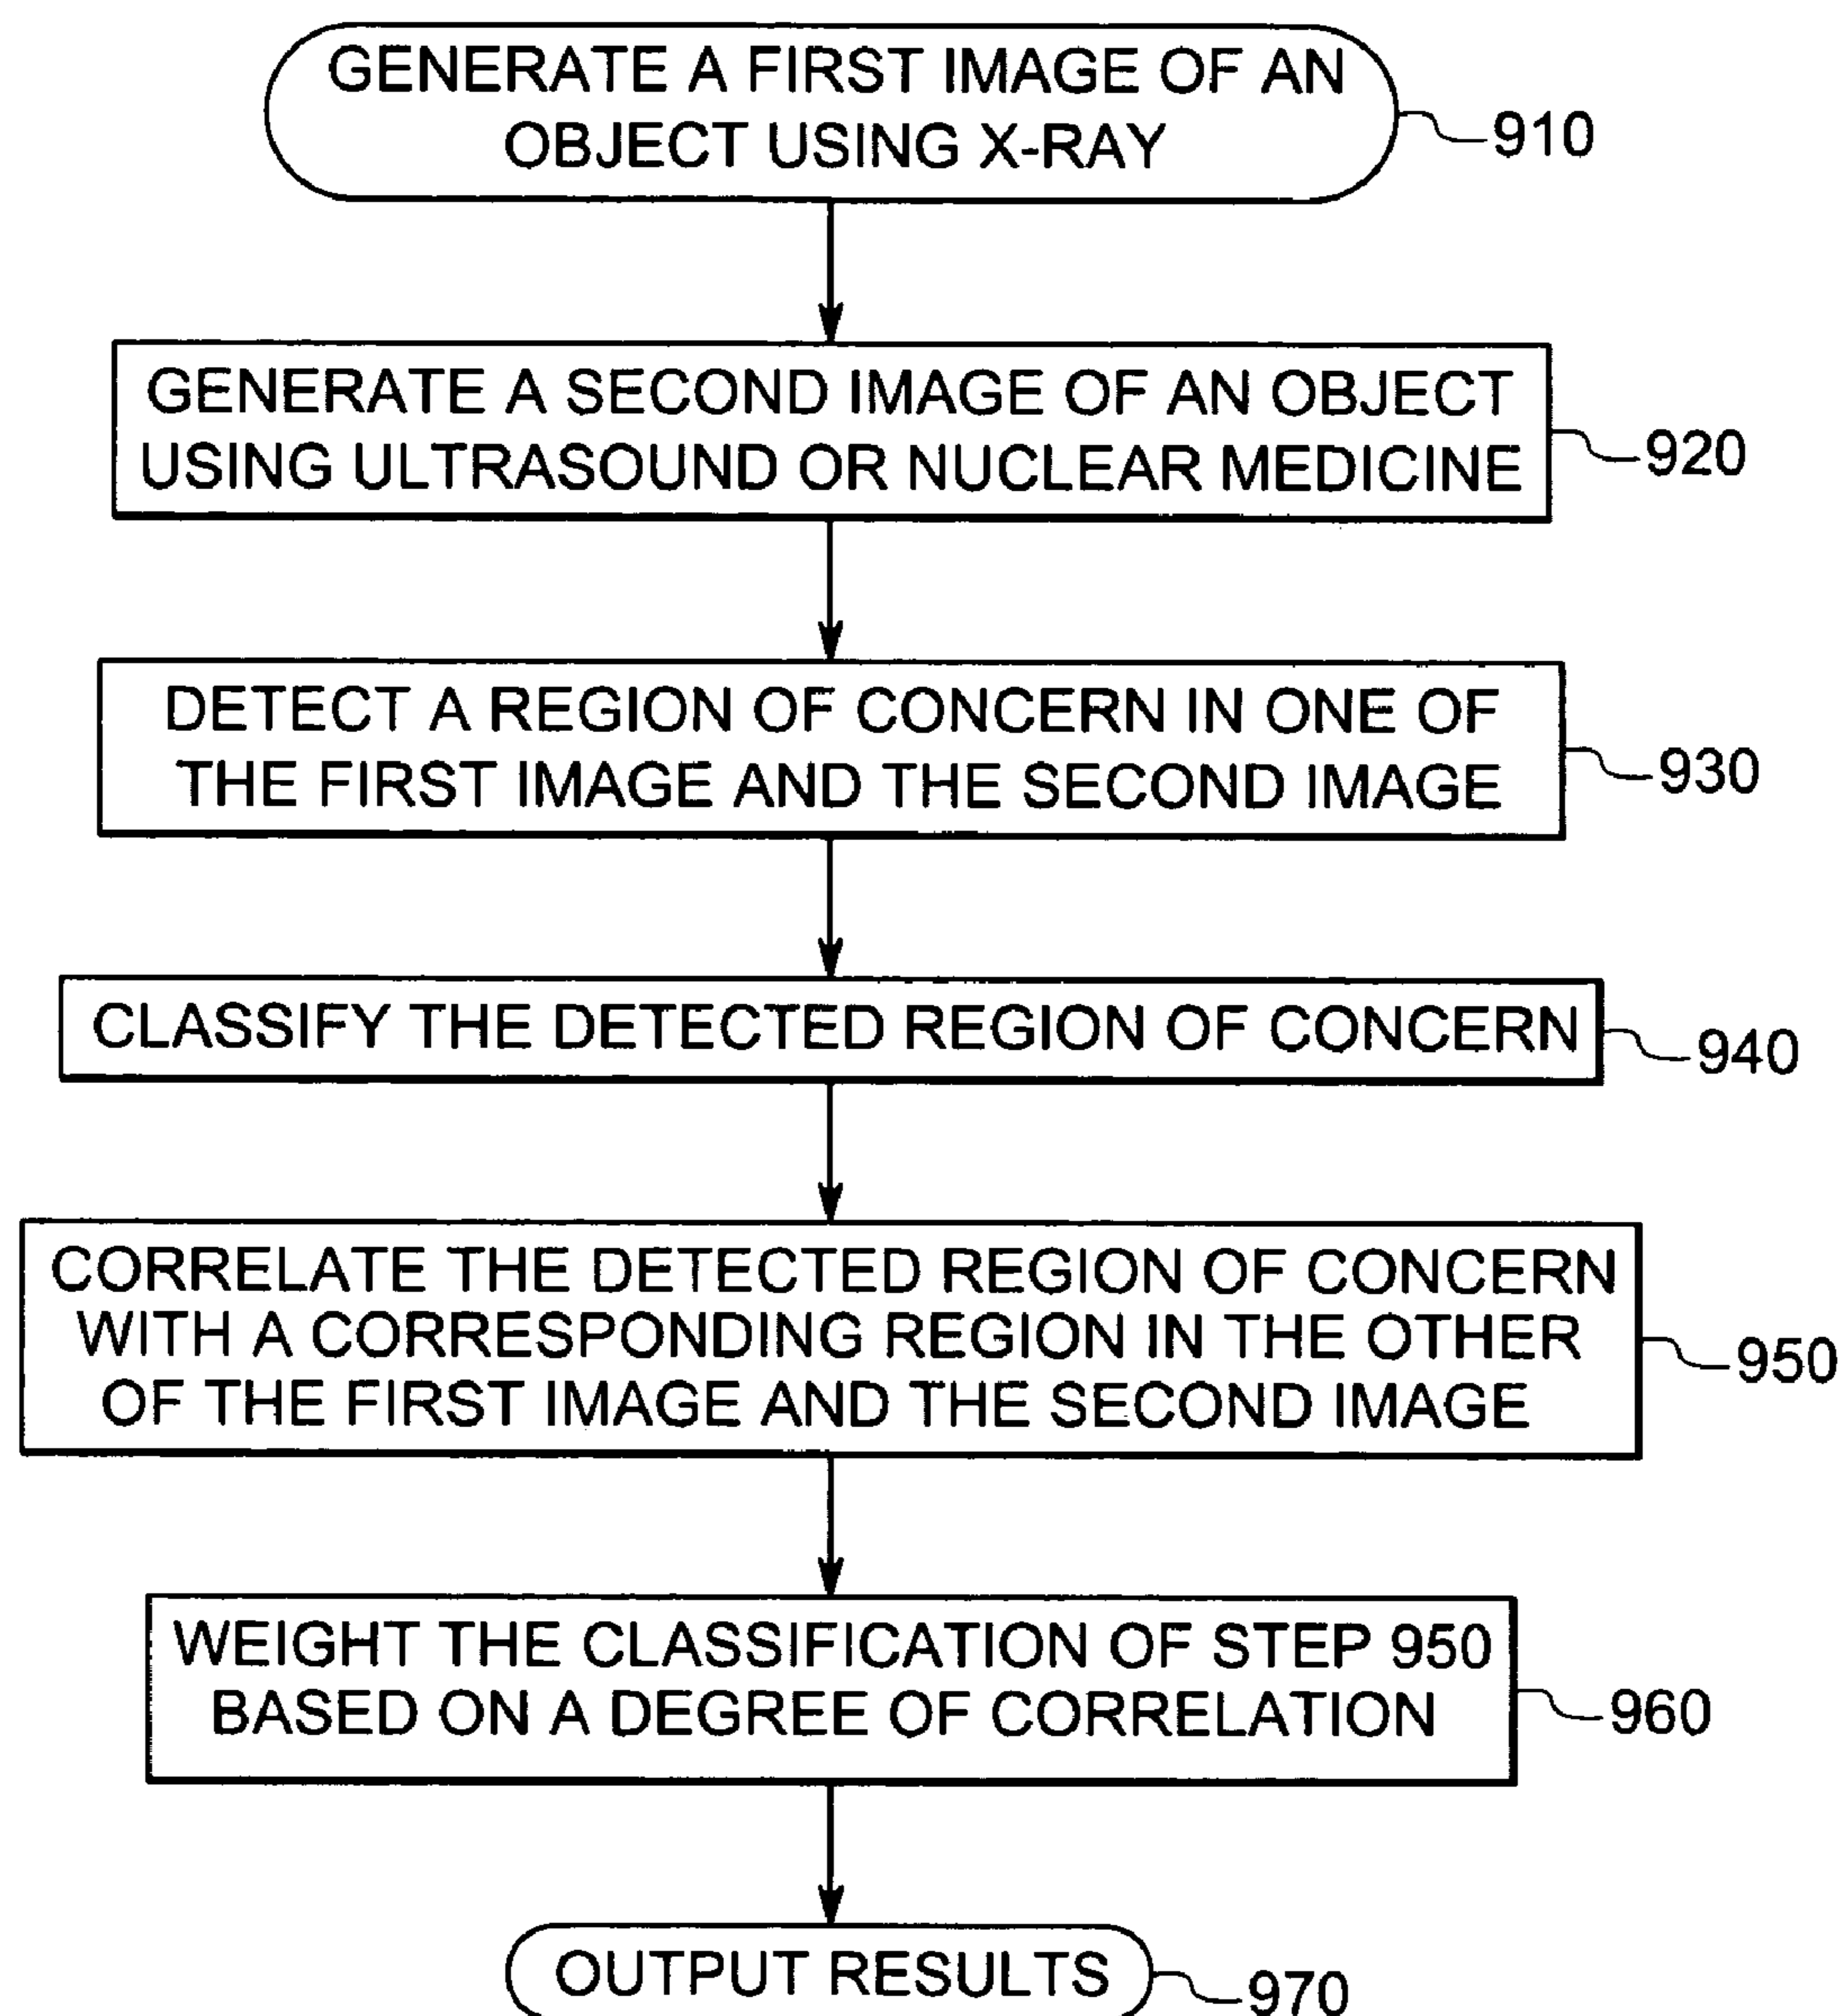 GENERATE A FIRST IMAGE OF AN
OBJECT USING X-RAY
910
GENERATE A SECOND IMAGE OF AN OBJECT
USING ULTRASOUND OR NUCLEAR MEDICINE
920
DETECT A REGION OF CONCERN IN ONE OF
THE FIRST IMAGE AND THE SECOND IMAGE
930
CLASSIFY THE DETECTED REGION OF CONCERN
940
CORRELATE THE DETECTED REGION OF CONCERN
WITH A CORRESPONDING REGION IN THE OTHER
OF THE FIRST IMAGE AND THE SECOND IMAGE
950
WEIGHT THE CLASSIFICATION OF STEP 950
BASED ON A DEGREE OF CORRELATION
960
OUTPUT RESULTS
970